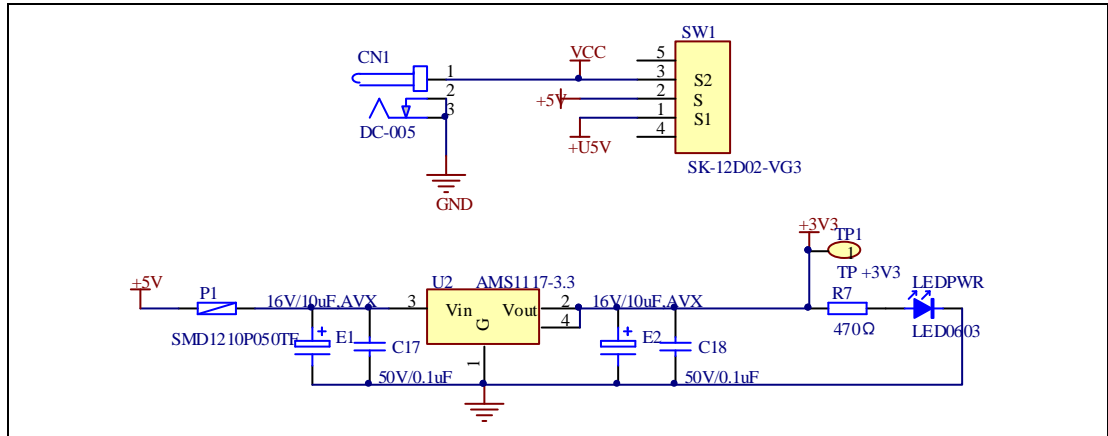 SW1
CN1
VCC
5
1
3
S2
2
+5V
2
S
3
1
S1
DC-005
+U5V
4
SK-12D02-VG3
GND
+3V3
TP1
1
+5V
P1
U2
AMS1117-3.3
TP +3V3
LEDPWR
16V/10uF,AVX
3
Vin
Vout
2
16V/10uF,AVX
R7
G
4
SMD1210P050TF
E1
C17
E2
C18
470Ω
LED0603
1
50V/0.1uF
50V/0.1uF